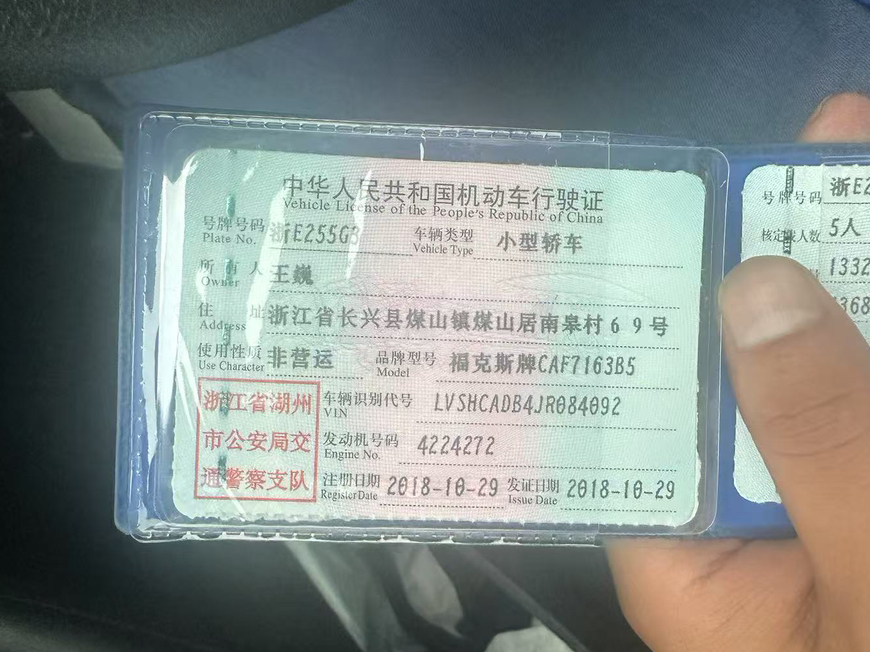 中华人民共和国机动车行驶证
Vehicle License of the People's Republic of China
号牌号码 浙E255G3 车辆类型 小型轿车
Plate No. Vehicle Type
所有人 王巍
Owner
住址 浙江省长兴县煤山镇煤山居南皋村69号
Address
使用性质 非营运 品牌型号 福克斯牌CAF7163B5
Use Character Model
浙江省湖州
市公安局交
通警察支队
车辆识别代号 LVSHCADB4JR084092
VIN
发动机号码 4224272
Engine No.
注册日期 2018-10-29 发证日期 2018-10-29
Register Date Issue Date
号牌号码 浙E2
核定载人数 5人
1332
368